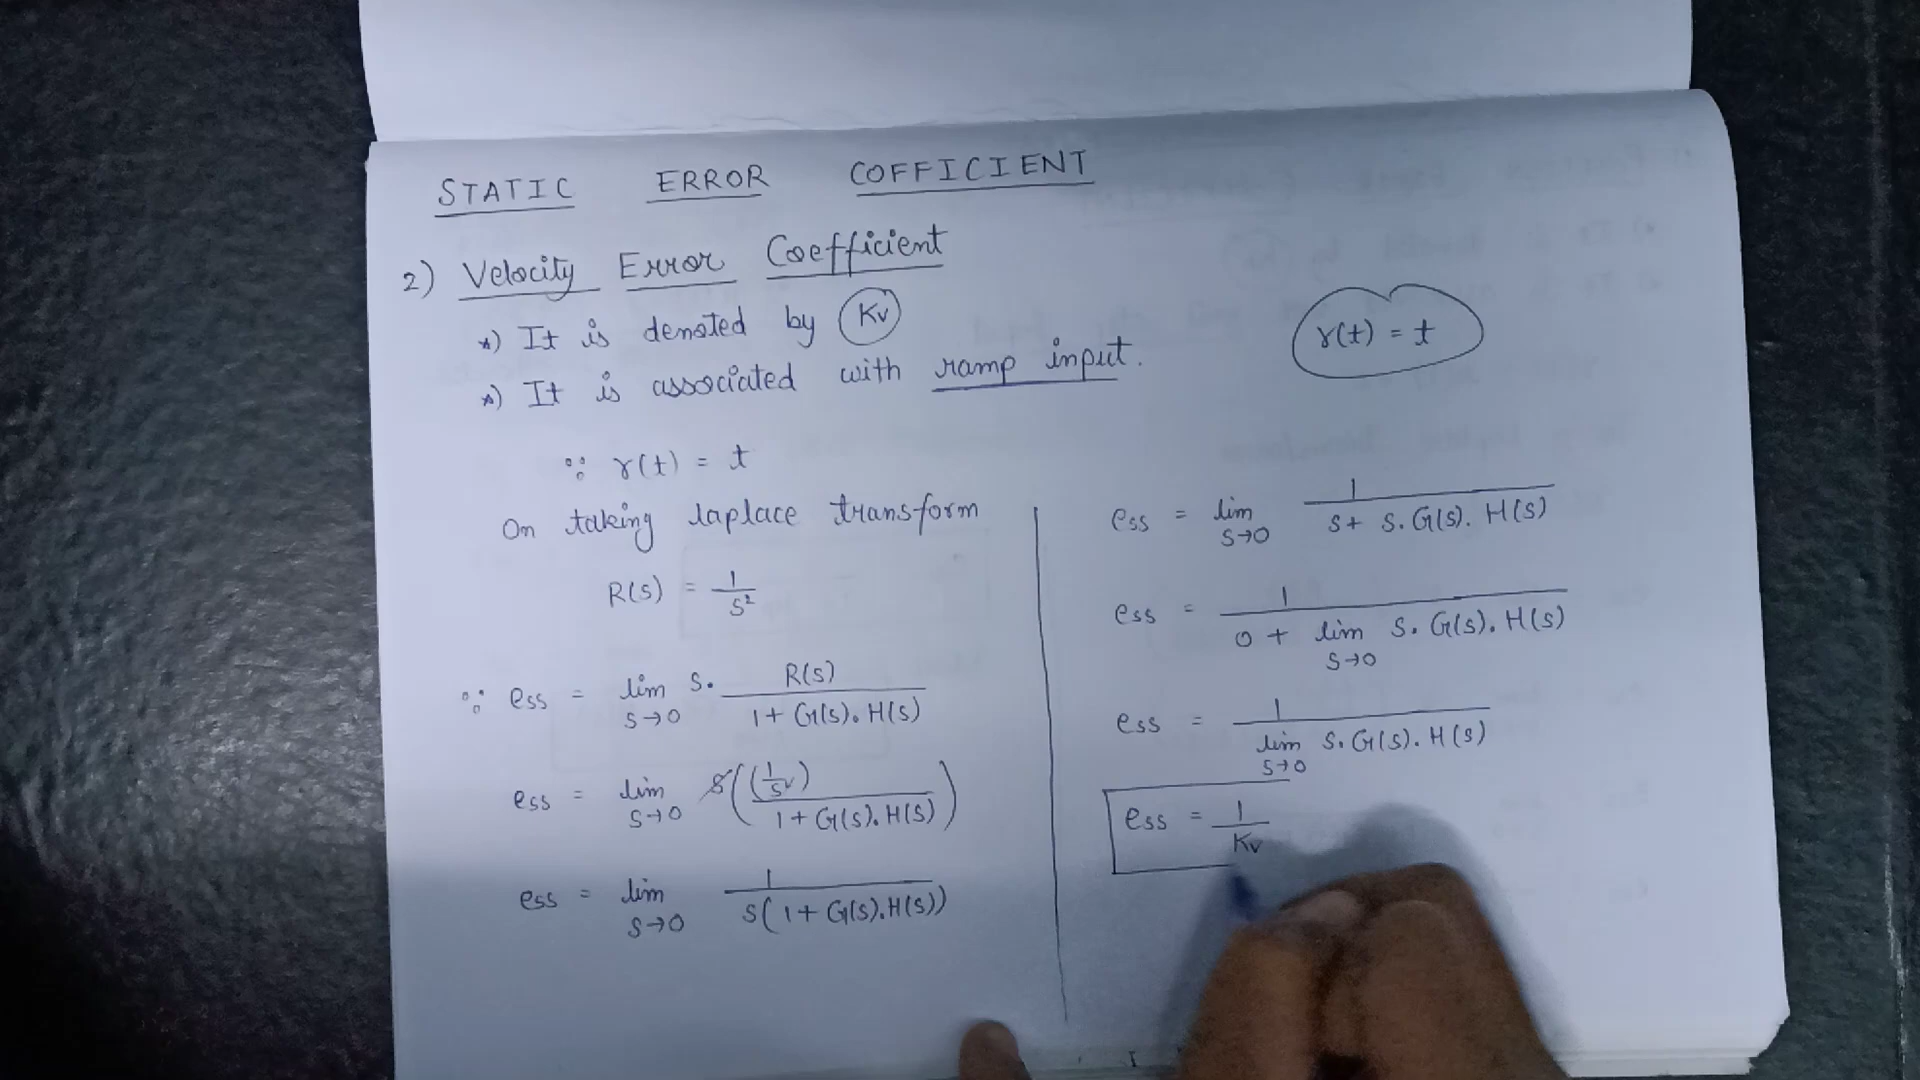 STATIC ERROR COFFICIENT
2) Velocity Error Coefficient
*) It is denoted by Kv
*) It is associated with ramp input.
r(t) = t
∵ r(t) = t
On taking laplace transform
R(s) = 1/s²
∵ ess = lim s→0 s. R(s)/(1 + G(s). H(s))
ess = lim s→0 s((1/s²)/(1 + G(s). H(s)))
ess = lim s→0 1/(s(1 + G(s). H(s)))
ess = lim s→0 1/(s + s. G(s). H(s))
ess = 1/(0 + lim s→0 s. G(s). H(s))
ess = 1/(lim s→0 s. G(s). H(s))
ess = 1/Kv